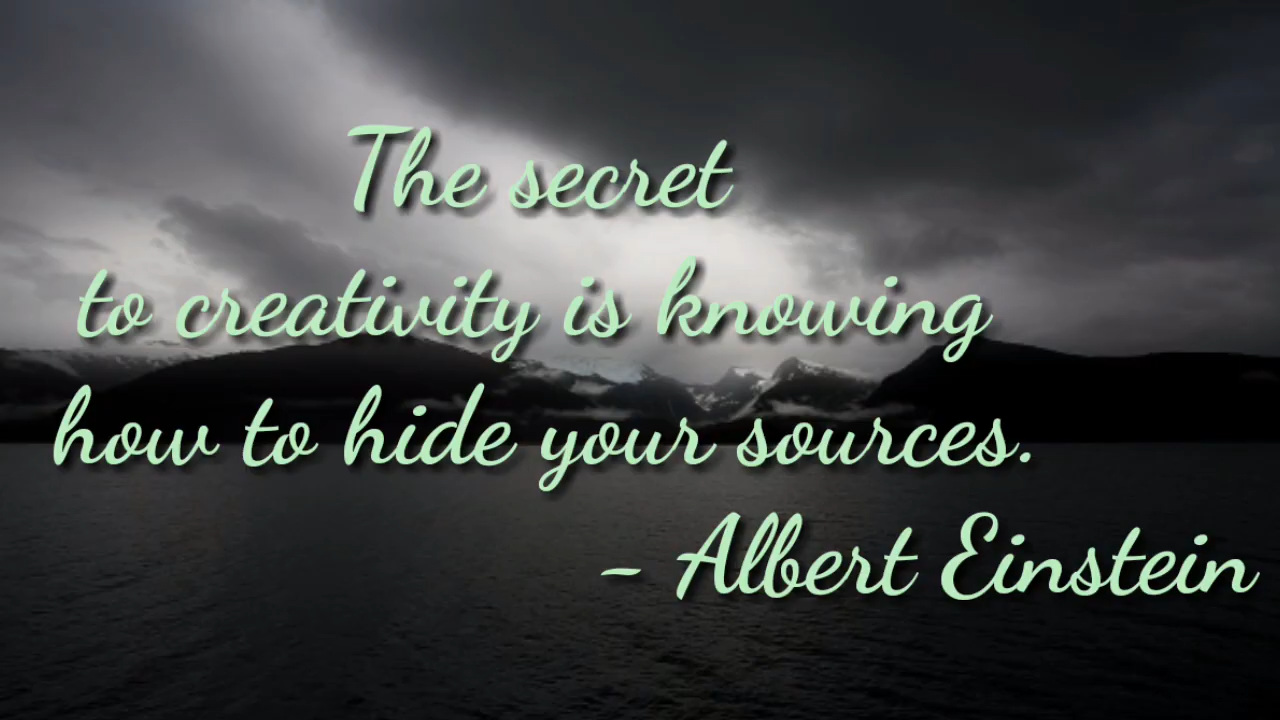 The secret
to creativity is knowing
how to hide your sources.
- Albert Einstein